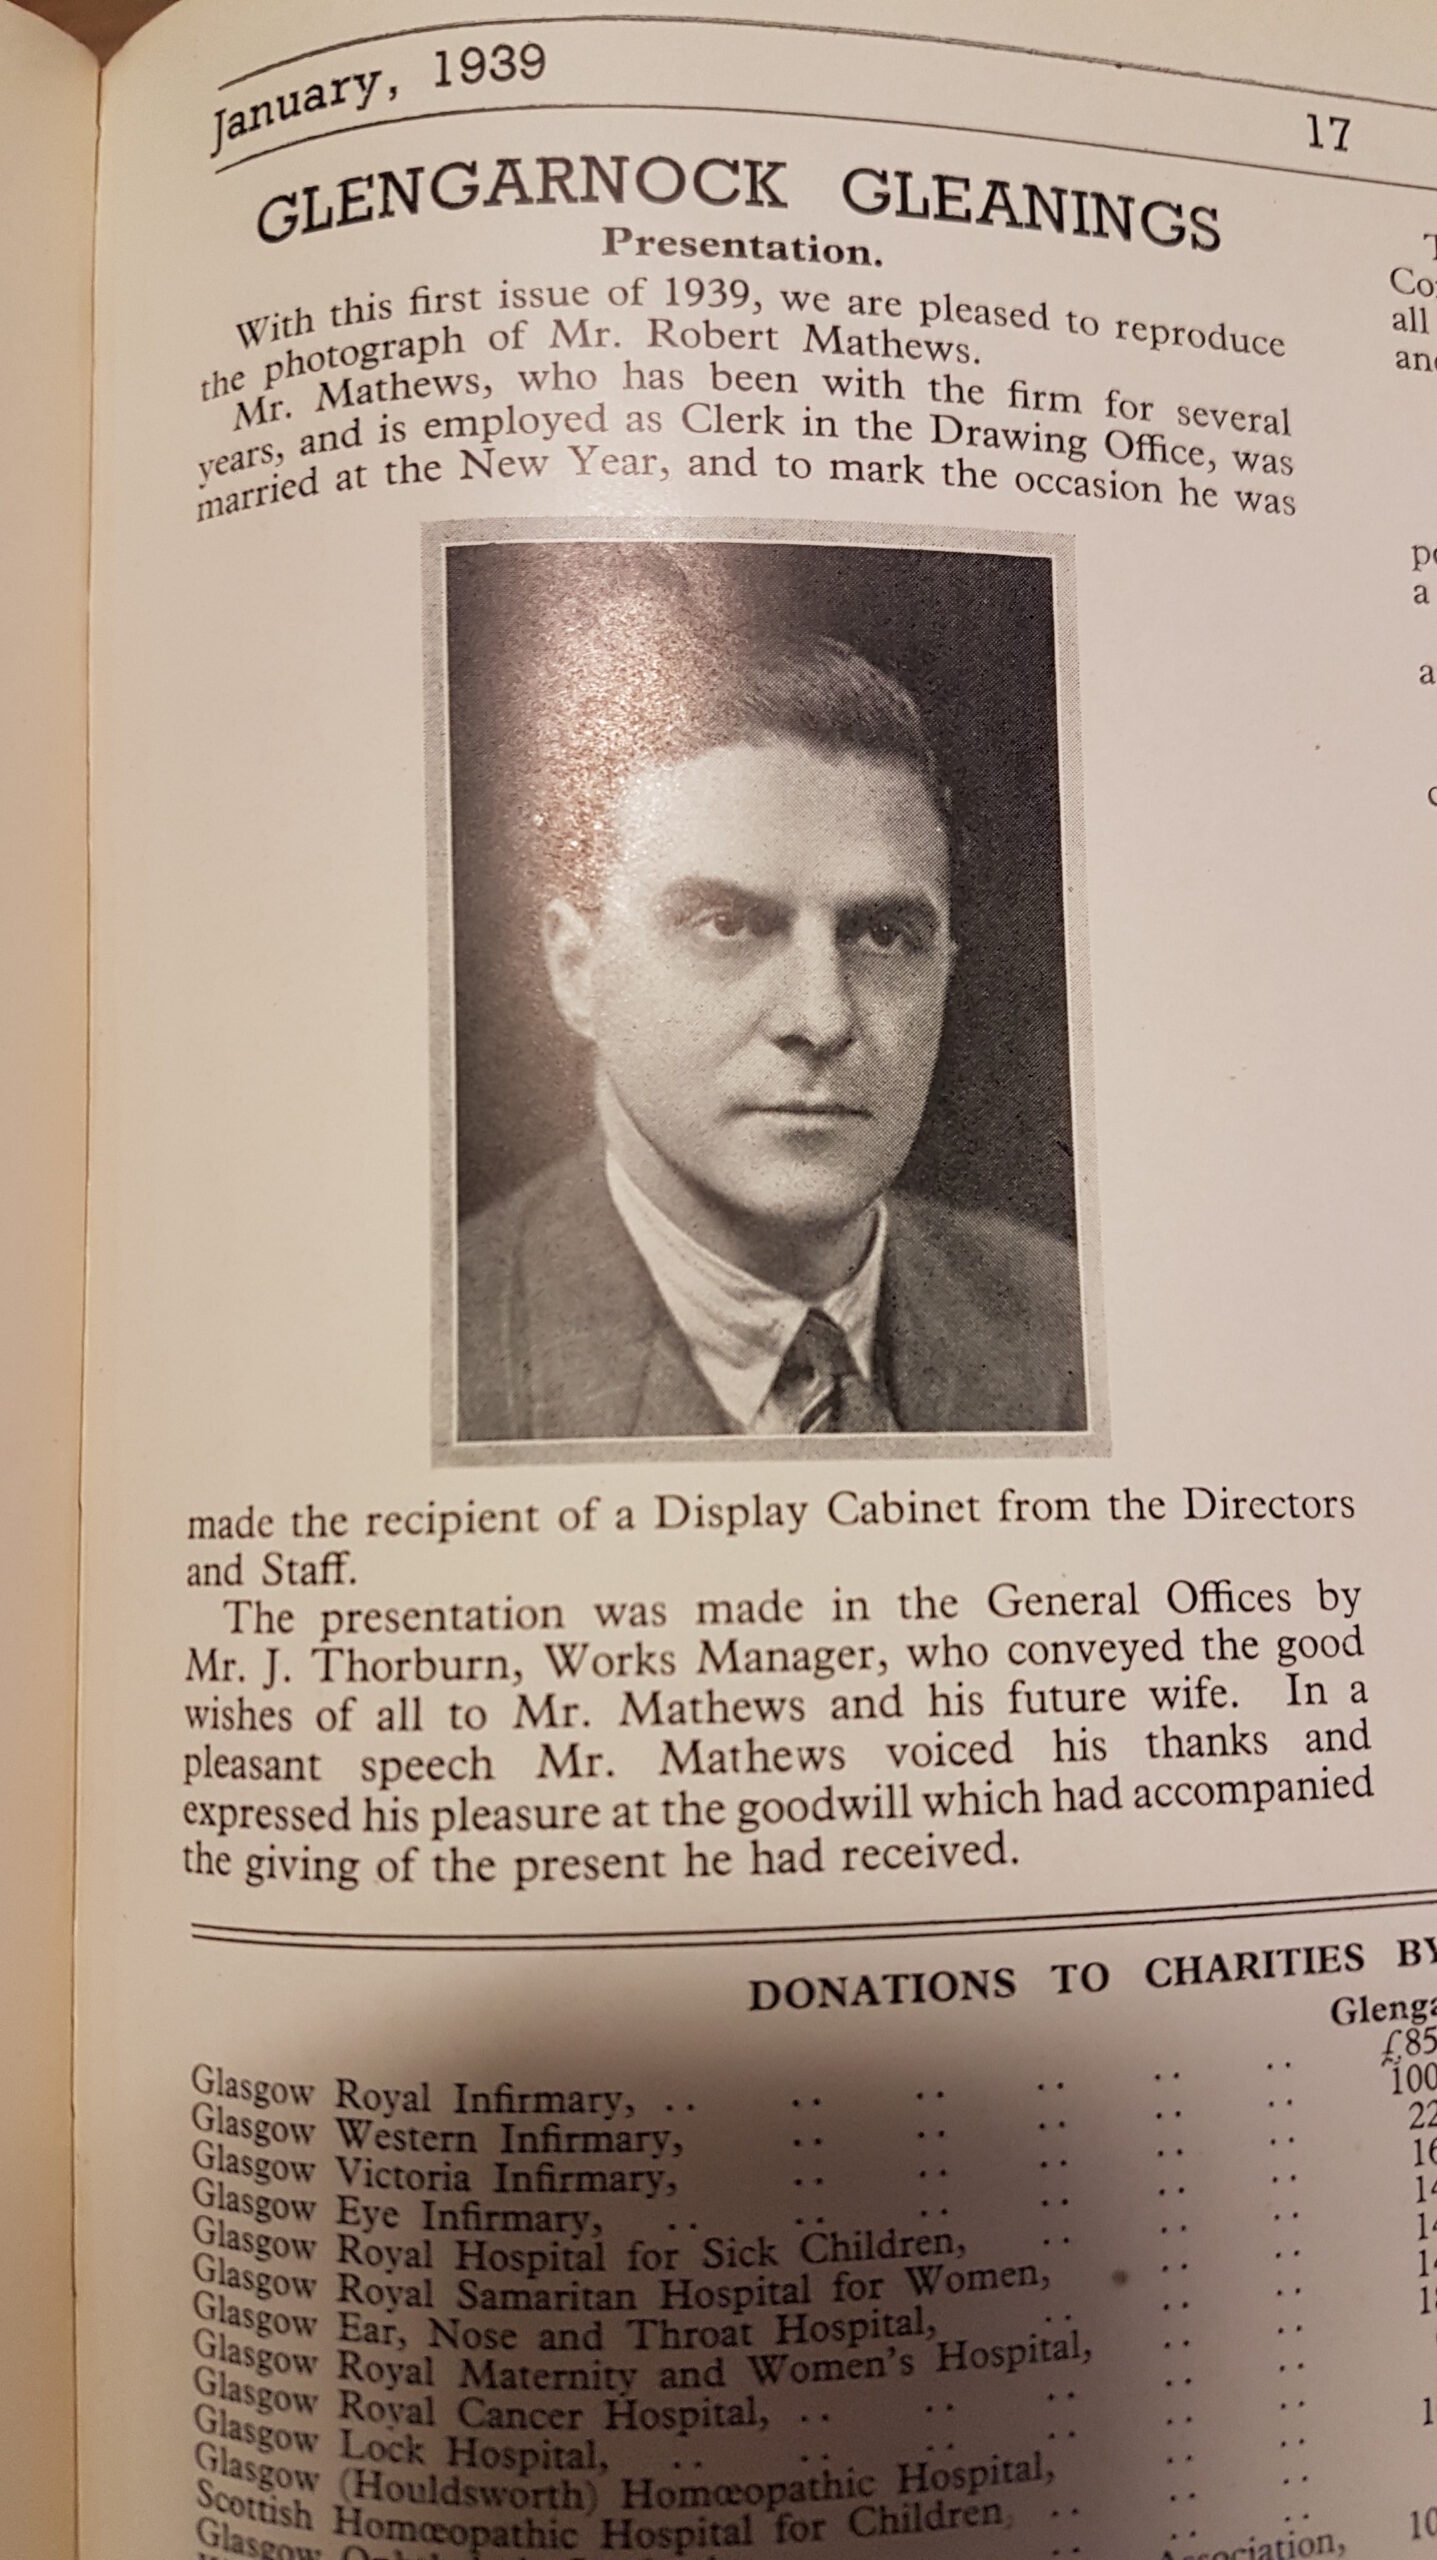 January, 1939
17
GLENGARNOCK GLEANINGS
Presentation.
With this first issue of 1939, we are pleased to reproduce
the photograph of Mr. Robert Mathews.
Mr. Mathews, who has been with the firm for several
years, and is employed as Clerk in the Drawing Office, was
married at the New Year, and to mark the occasion he was
made the recipient of a Display Cabinet from the Directors
and Staff.
The presentation was made in the General Offices by
Mr. J. Thorburn, Works Manager, who conveyed the good
wishes of all to Mr. Mathews and his future wife. In a
pleasant speech Mr. Mathews voiced his thanks and
expressed his pleasure at the goodwill which had accompanied
the giving of the present he had received.
DONATIONS TO CHARITIES BY
Glasgow Royal Infirmary, ..
Glasgow Western Infirmary,
Glasgow Victoria Infirmary,
Glasgow Eye Infirmary,
Glasgow Royal Hospital for Sick Children,
Glasgow Royal Samaritan Hospital for Women,
Glasgow Ear, Nose and Throat Hospital,
Glasgow Royal Maternity and Women's Hospital,
Glasgow Royal Cancer Hospital, ..
Glasgow Lock Hospital,
Glasgow (Houldsworth) Homœopathic Hospital,
Scottish Homœopathic Hospital for Children,
Glasgow